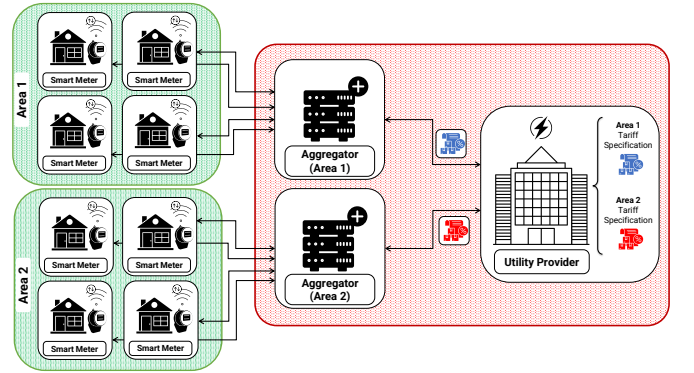 Area 1
Smart Meter
Smart Meter
Smart Meter
Smart Meter
Area 2
Smart Meter
Smart Meter
Smart Meter
Smart Meter
Aggregator
(Area 1)
Aggregator
(Area 2)
Utility Provider
Area 1
Tariff
Specification
Area 2
Tariff
Specification